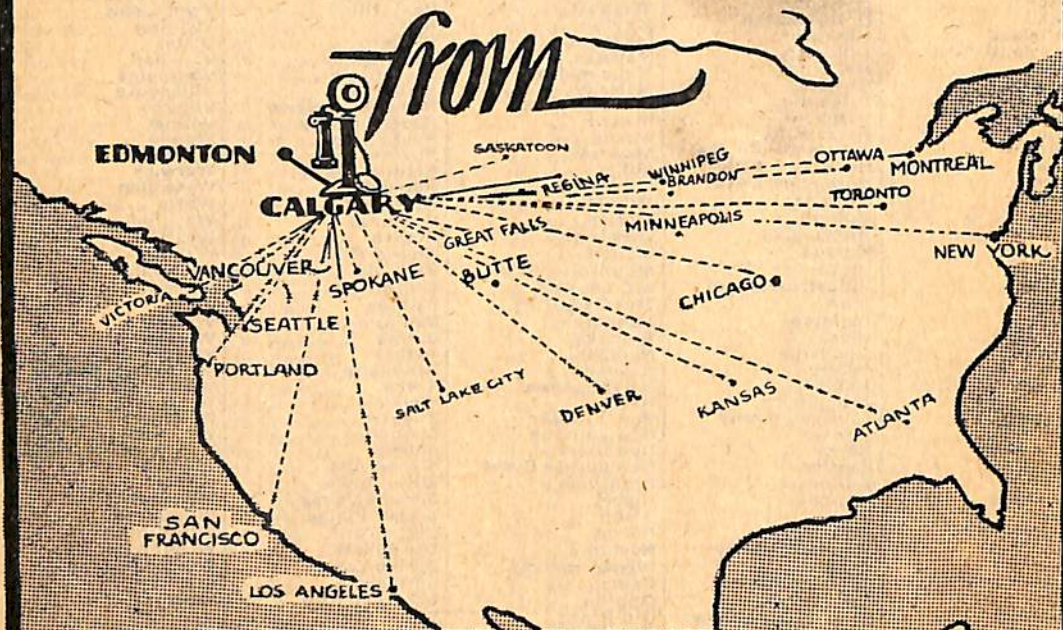 from
EDMONTON
SASKATOON
CALGARY
REGINA
WINNIPEG
BRANDON
OTTAWA
MONTREAL
TORONTO
GREAT FALLS
MINNEAPOLIS
NEW YORK
VANCOUVER
SPOKANE
BUTTE
CHICAGO
VICTORIA
SEATTLE
PORTLAND
SALT LAKE CITY
DENVER
KANSAS
ATLANTA
SAN
FRANCISCO
LOS ANGELES